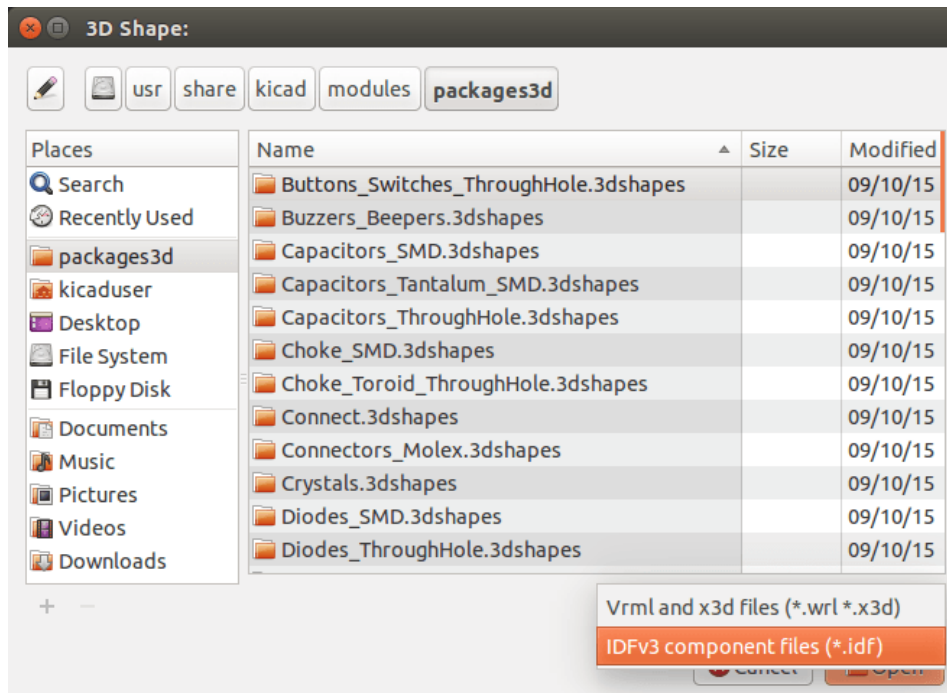 3D Shape:
usr share kicad modules packages3d
Places
Search
Recently Used
packages3d
kicaduser
Desktop
File System
Floppy Disk
Documents
Music
Pictures
Videos
Downloads
Name Size Modified
Buttons_Switches_ThroughHole.3dshapes 09/10/15
Buzzers_Beepers.3dshapes 09/10/15
Capacitors_SMD.3dshapes 09/10/15
Capacitors_Tantalum_SMD.3dshapes 09/10/15
Capacitors_ThroughHole.3dshapes 09/10/15
Choke_SMD.3dshapes 09/10/15
Choke_Toroid_ThroughHole.3dshapes 09/10/15
Connect.3dshapes 09/10/15
Connectors_Molex.3dshapes 09/10/15
Crystals.3dshapes 09/10/15
Diodes_SMD.3dshapes 09/10/15
Diodes_ThroughHole.3dshapes 09/10/15
Vrml and x3d files (*.wrl *.x3d)
IDFv3 component files (*.idf)
Cancel Open